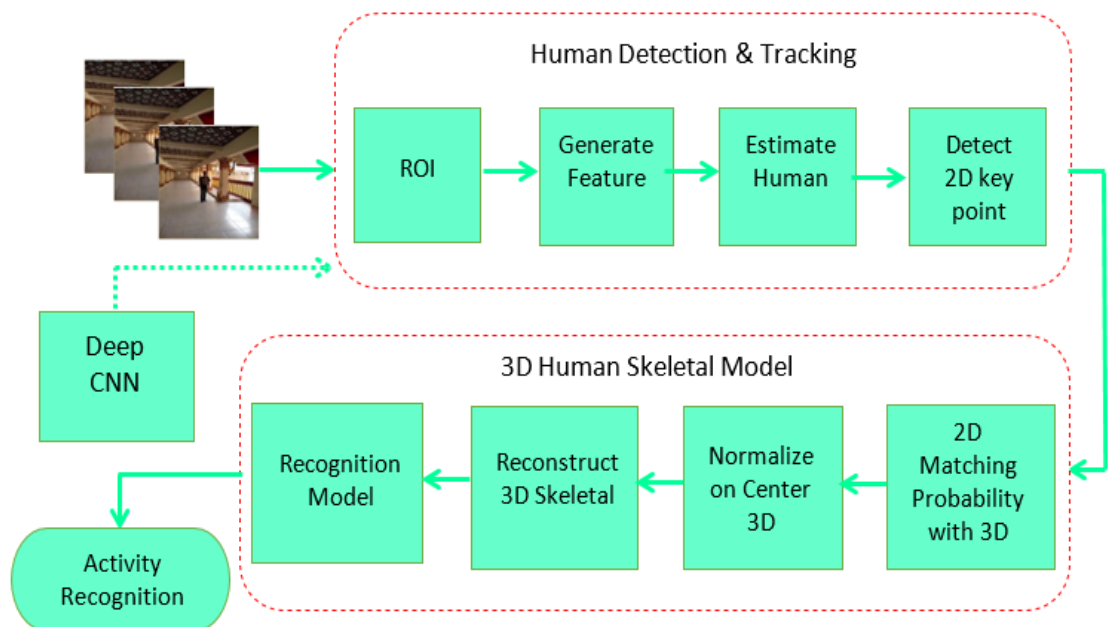 Human Detection & Tracking
ROI
Generate
Feature
Estimate
Human
Detect
2D key
point
Deep
CNN
3D Human Skeletal Model
2D
Matching
Probability
with 3D
Normalize
on Center
3D
Reconstruct
3D Skeletal
Recognition
Model
Activity
Recognition